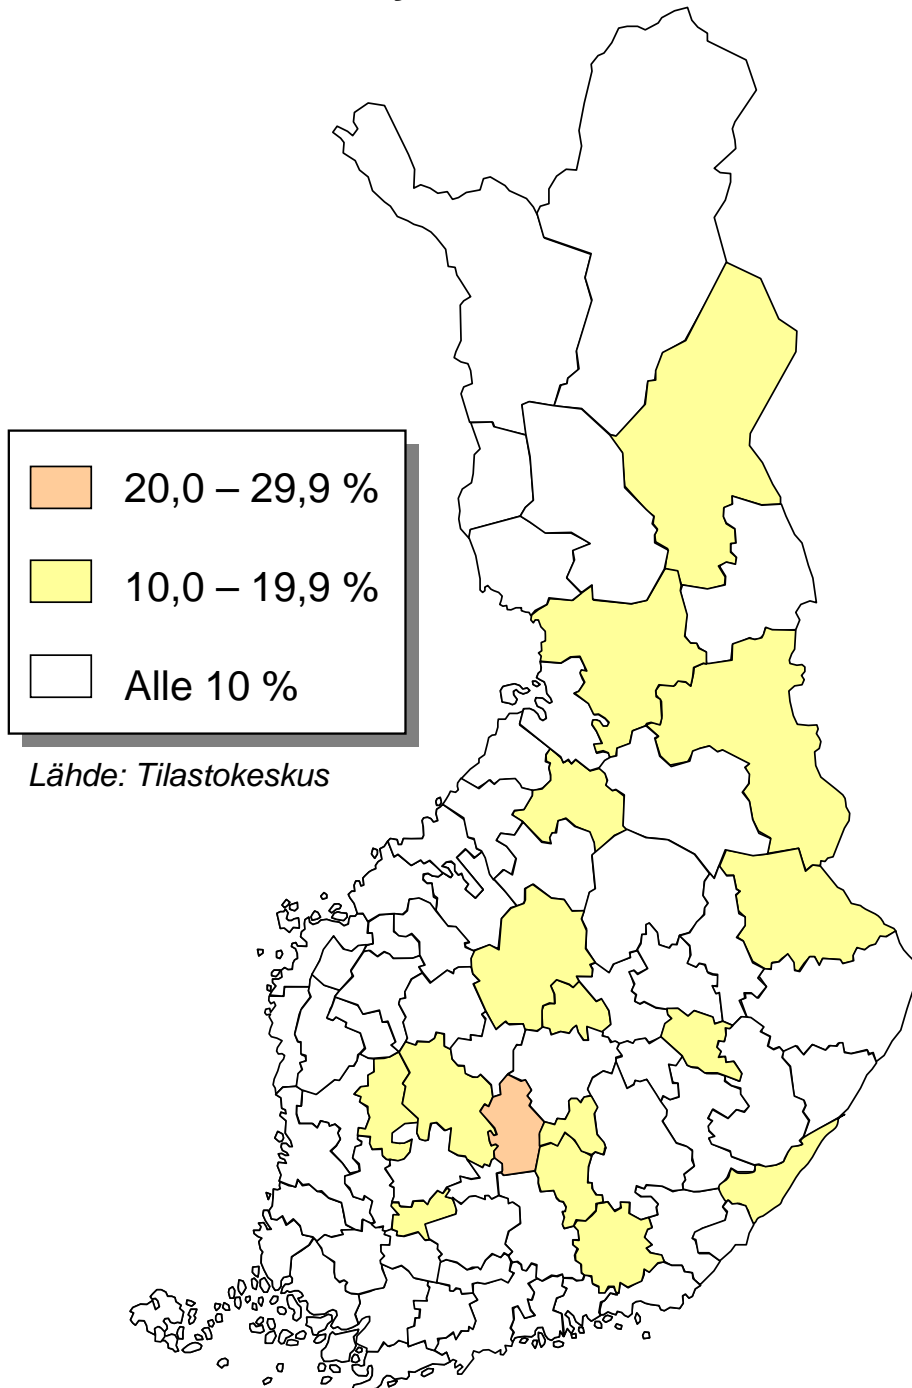 20,0 – 29,9 %
10,0 – 19,9 %
Alle 10 %
Lähde: Tilastokeskus